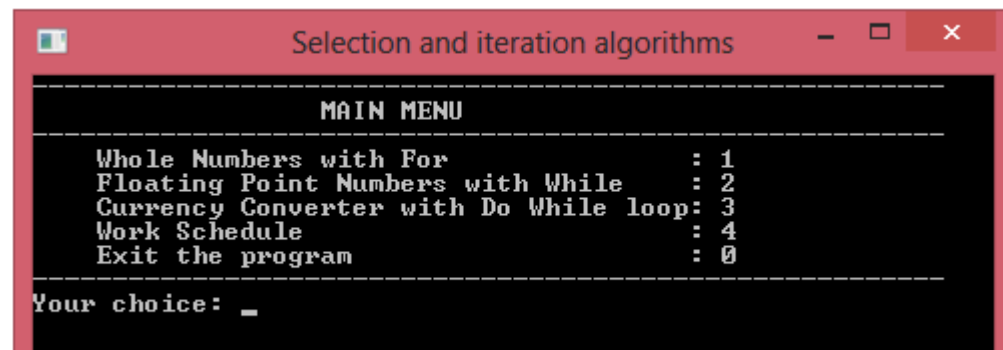 Selection and iteration algorithms
MAIN MENU
Whole Numbers with For : 1
Floating Point Numbers with While : 2
Currency Converter with Do While loop: 3
Work Schedule : 4
Exit the program : 0
Your choice: _